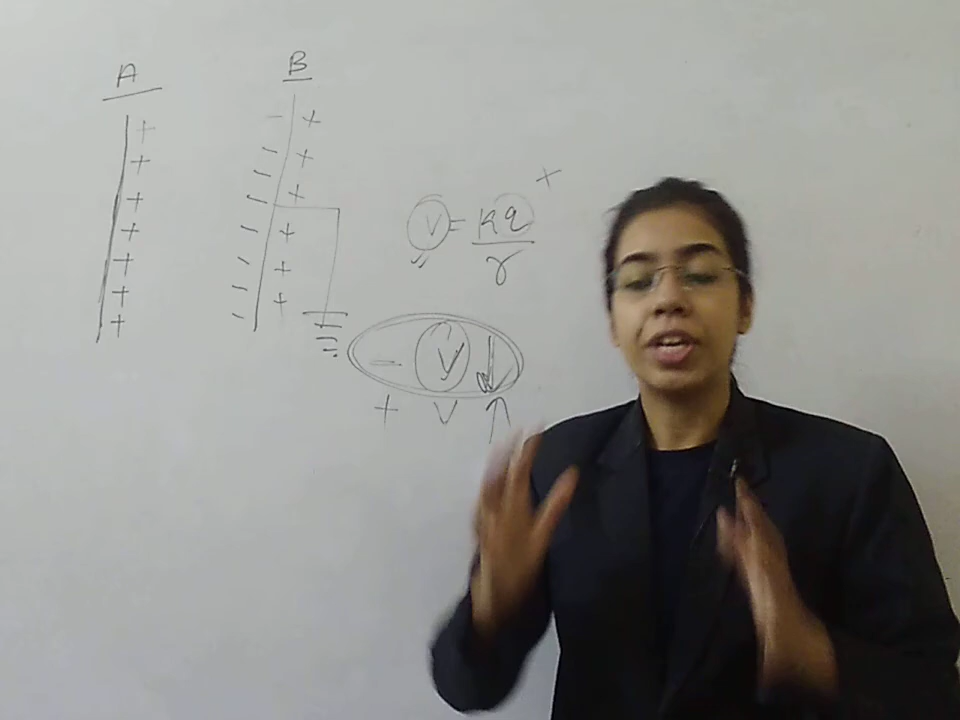 A B
+ - +
+ - +
+ - +
+ - +
+ - +
+ - +
+ -
V = Kq / r +
- V ↓
+ V ↑